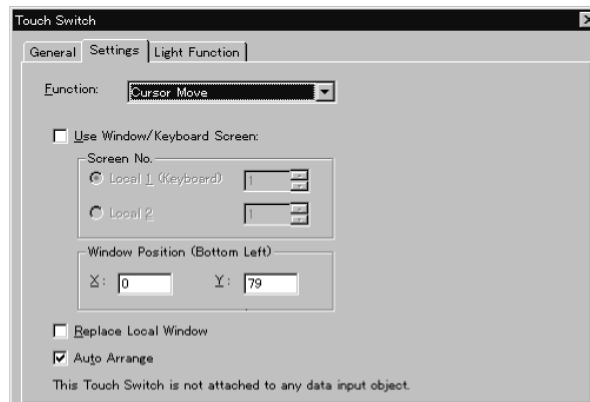 Touch Switch
General Settings Light Function
Function: Cursor Move
Use Window/Keyboard Screen:
Screen No.
Local 1 (Keyboard) 1
Local 2 1
Window Position (Bottom Left)
X: 0 Y: 79
Replace Local Window
Auto Arrange
This Touch Switch is not attached to any data input object.